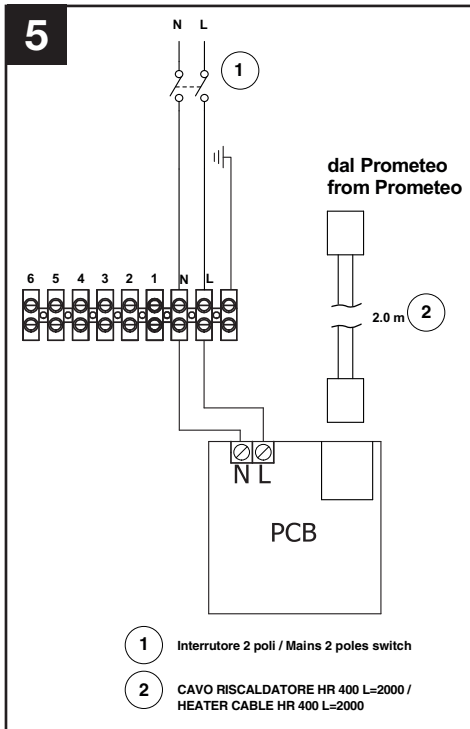 5
N L
1
dal Prometeo
from Prometeo
6 5 4 3 2 1 N L
2.0 m
2
N L
PCB
1 Interrutore 2 poli / Mains 2 poles switch
2 CAVO RISCALDATORE HR 400 L=2000 /
HEATER CABLE HR 400 L=2000